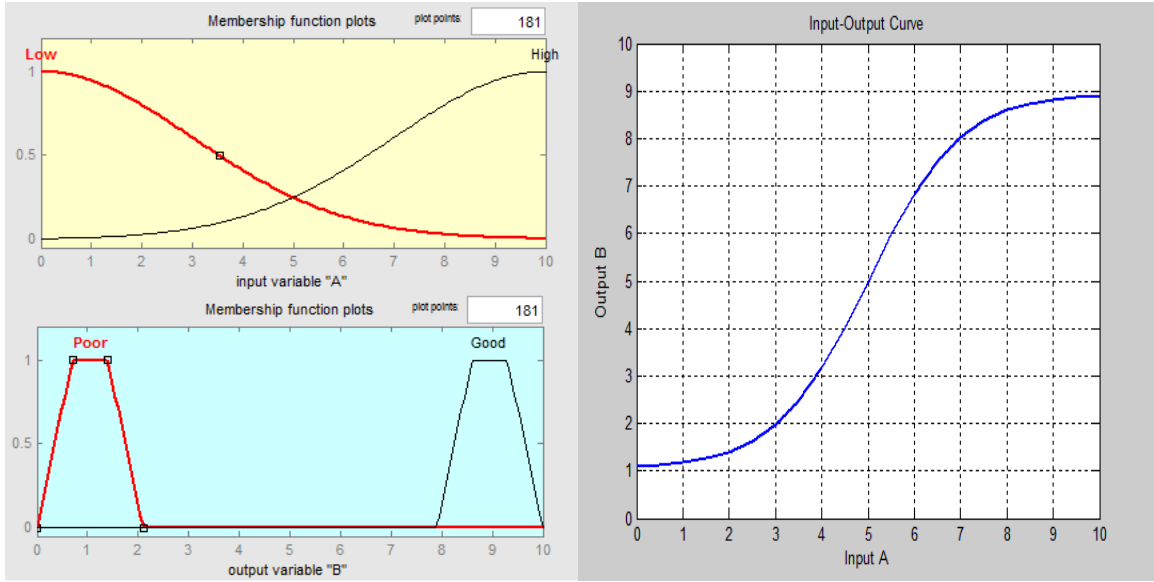 Membership function plots plot points: 181
Low High
1
0.5
0
0 1 2 3 4 5 6 7 8 9 10
input variable "A"
Membership function plots plot points: 181
Poor Good
1
0.5
0
0 1 2 3 4 5 6 7 8 9 10
output variable "B"
Input-Output Curve
10
9
8
7
6
5
4
3
2
1
0
Output B
0 1 2 3 4 5 6 7 8 9 10
Input A